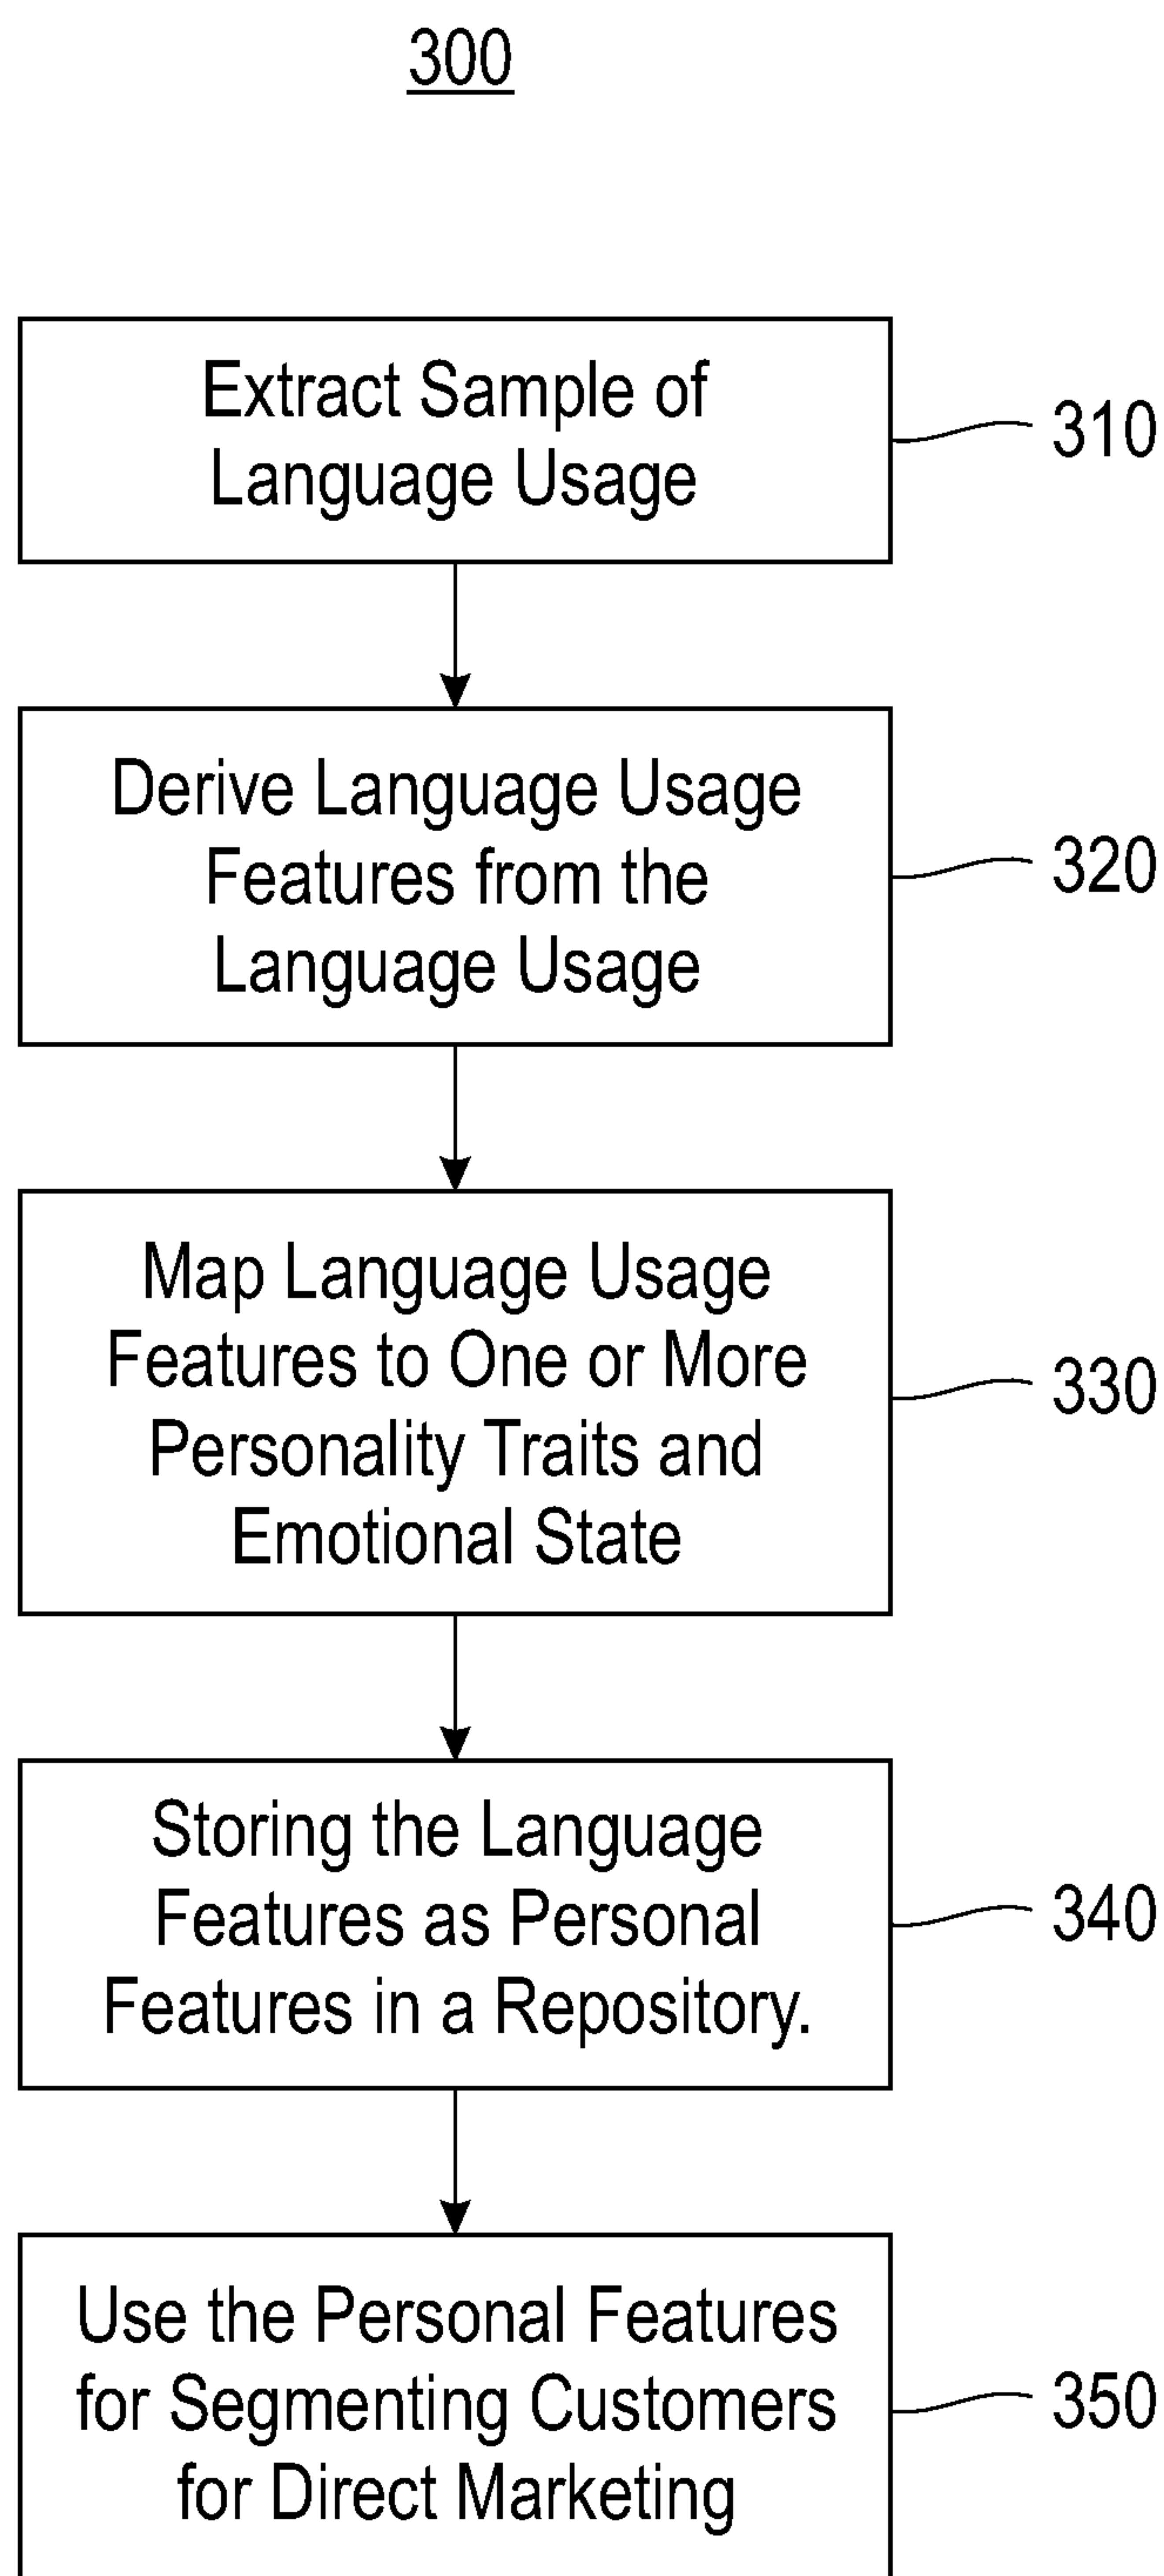 300
Extract Sample of
Language Usage
310
Derive Language Usage
Features from the
Language Usage
320
Map Language Usage
Features to One or More
Personality Traits and
Emotional State
330
Storing the Language
Features as Personal
Features in a Repository.
340
Use the Personal Features
for Segmenting Customers
for Direct Marketing
350